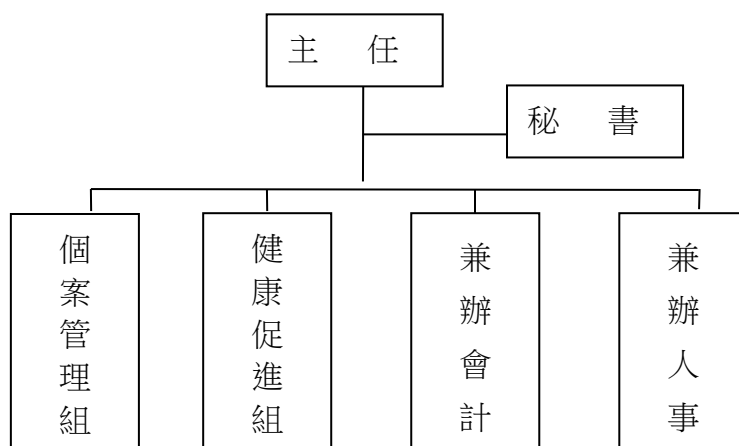 主 任
秘 書
個案管理組
健康促進組
兼辦會計
兼辦人事